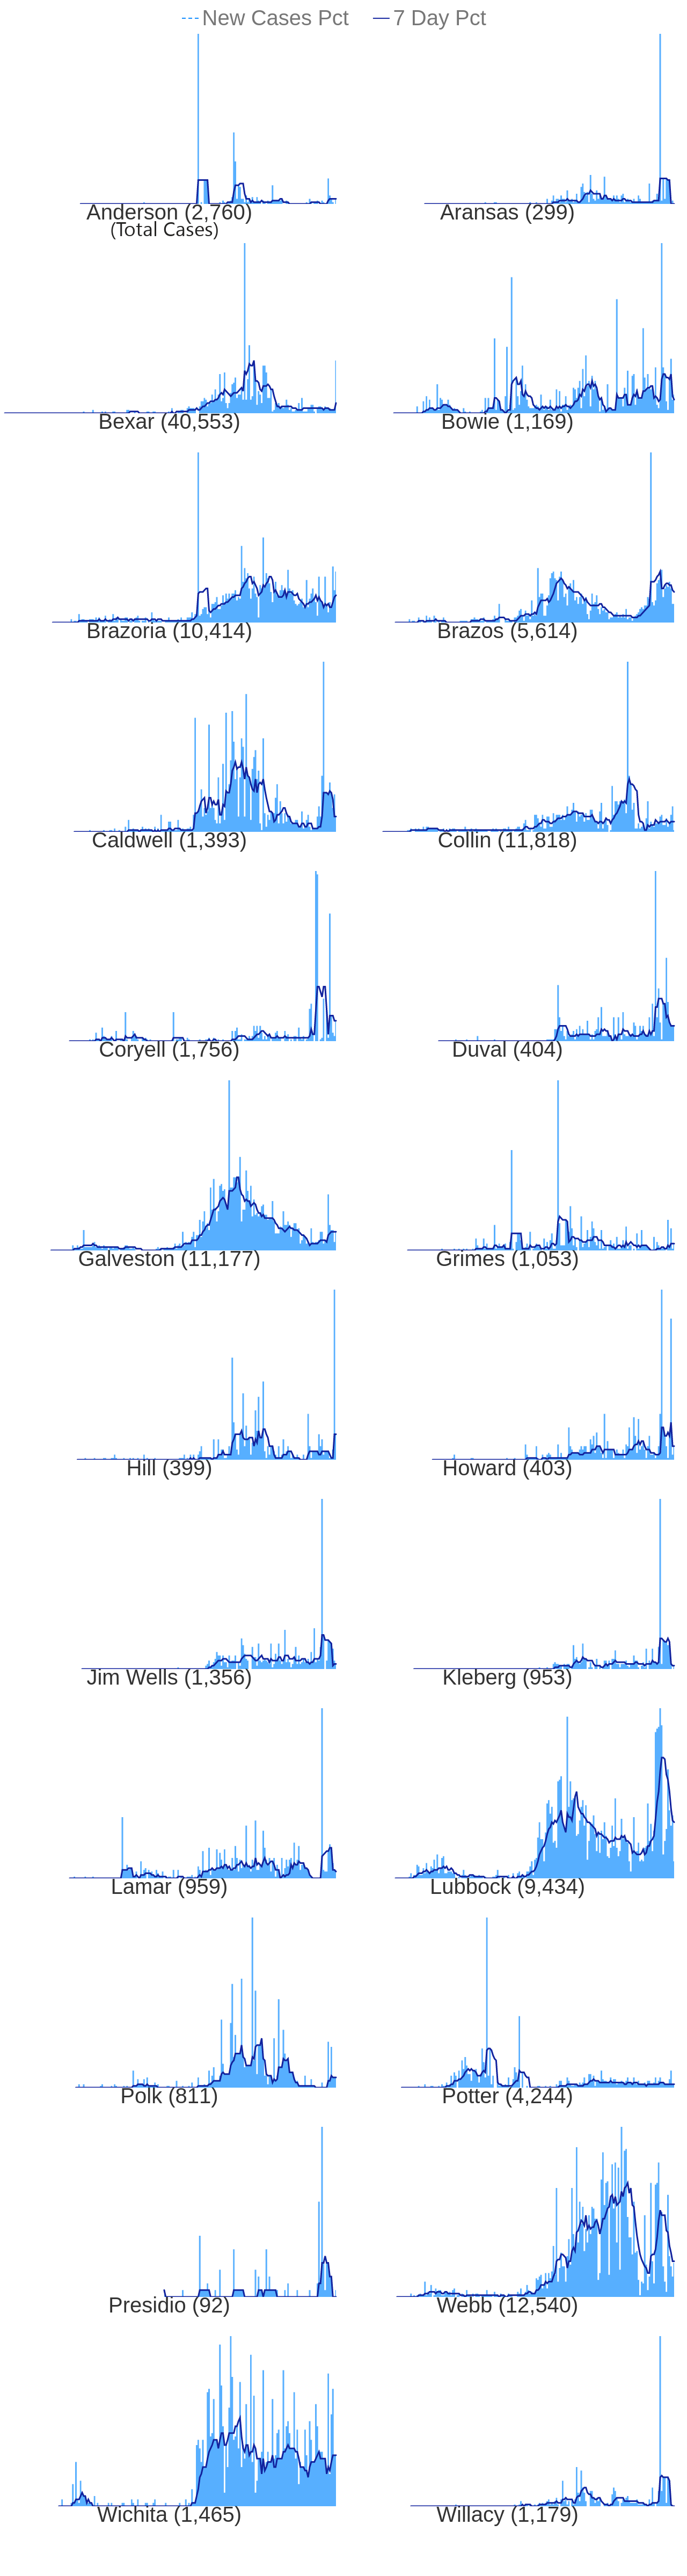 New Cases Pct 7 Day Pct
Anderson (2,760) Aransas (299)
(Total Cases)
Bexar (40,553) Bowie (1,169)
Brazoria (10,414) Brazos (5,614)
Caldwell (1,393) Collin (11,818)
Coryell (1,756) Duval (404)
Galveston (11,177) Grimes (1,053)
Hill (399) Howard (403)
Jim Wells (1,356) Kleberg (953)
Lamar (959) Lubbock (9,434)
Polk (811) Potter (4,244)
Presidio (92) Webb (12,540)
Wichita (1,465) Willacy (1,179)